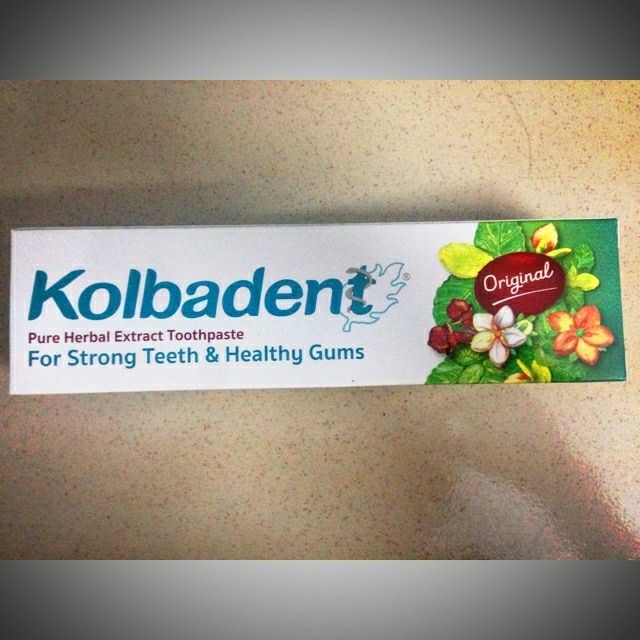 Kolbadent®
Pure Herbal Extract Toothpaste
For Strong Teeth & Healthy Gums
Original